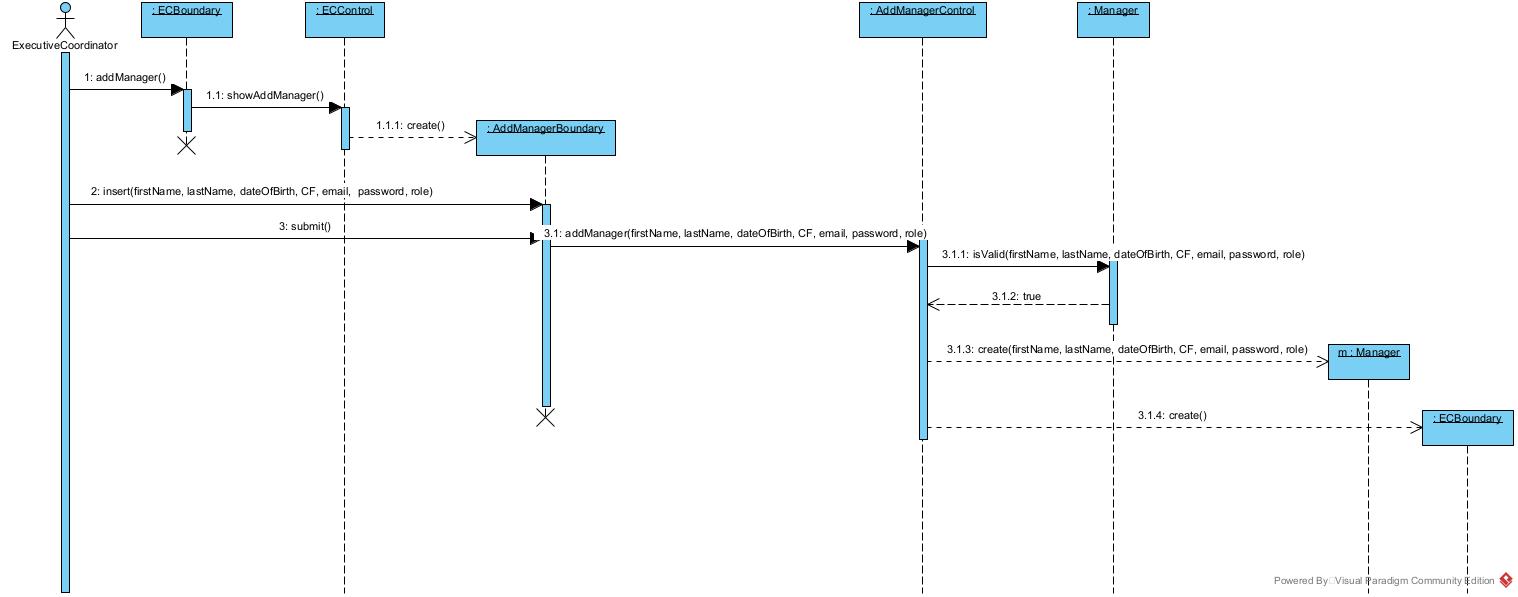 : ECBoundary
: ECControl
: AddManagerControl
: Manager
ExecutiveCoordinator
1: addManager()
1.1: showAddManager()
1.1.1: create()
: AddManagerBoundary
2: insert(firstName, lastName, dateOfBirth, CF, email, password, role)
3: submit()
3.1: addManager(firstName, lastName, dateOfBirth, CF, email, password, role)
3.1.1: isValid(firstName, lastName, dateOfBirth, CF, email, password, role)
3.1.2: true
3.1.3: create(firstName, lastName, dateOfBirth, CF, email, password, role)
m : Manager
3.1.4: create()
: ECBoundary
Powered By Visual Paradigm Community Edition